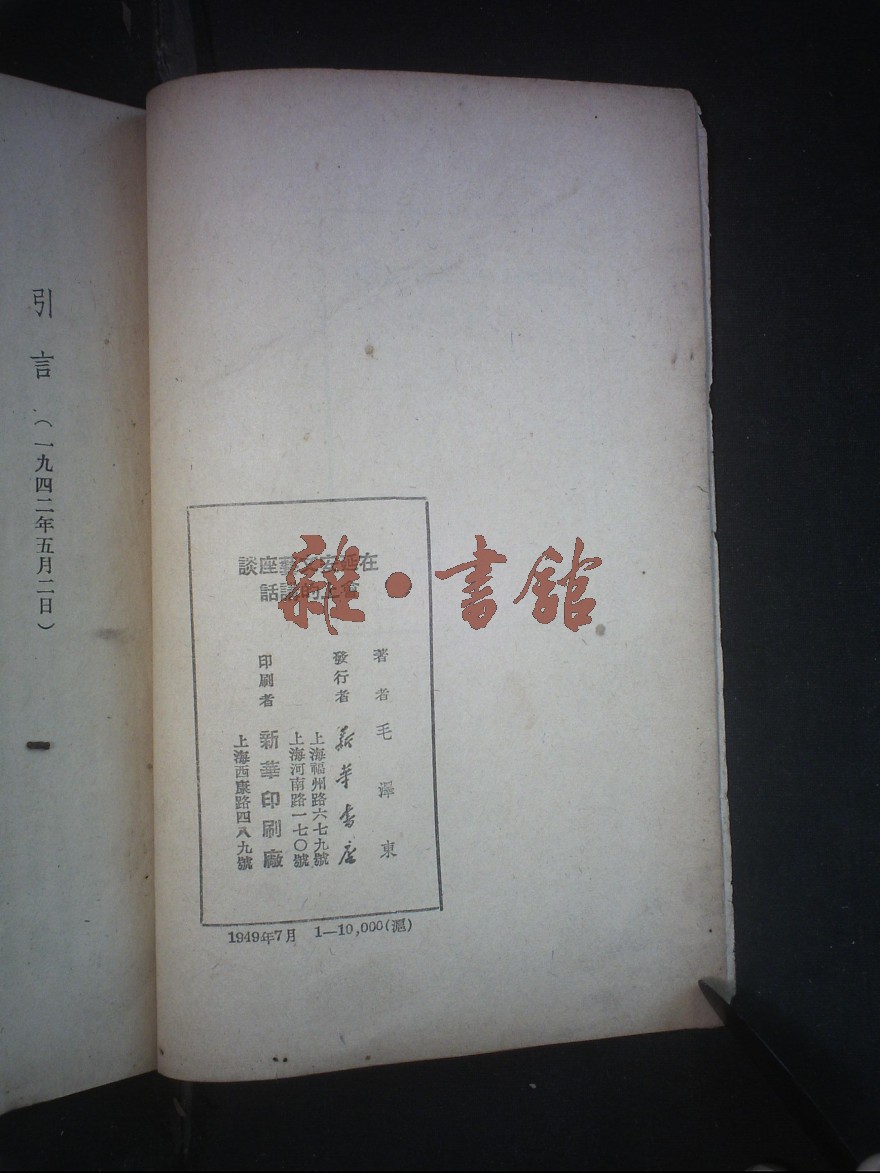 在延安文藝座談
會上的講話
著者 毛澤東
發行者 新華書店
上海福州路六七九號
上海河南路一七〇號
印刷者 新華印刷廠
上海西康路四八九號
1949年7月 1—10,000(滬)
引言(一九四二年五月二日)
一
雜·書館